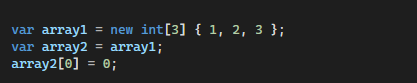 var array1 = new int[3] { 1, 2, 3 };
var array2 = array1;
array2[0] = 0;